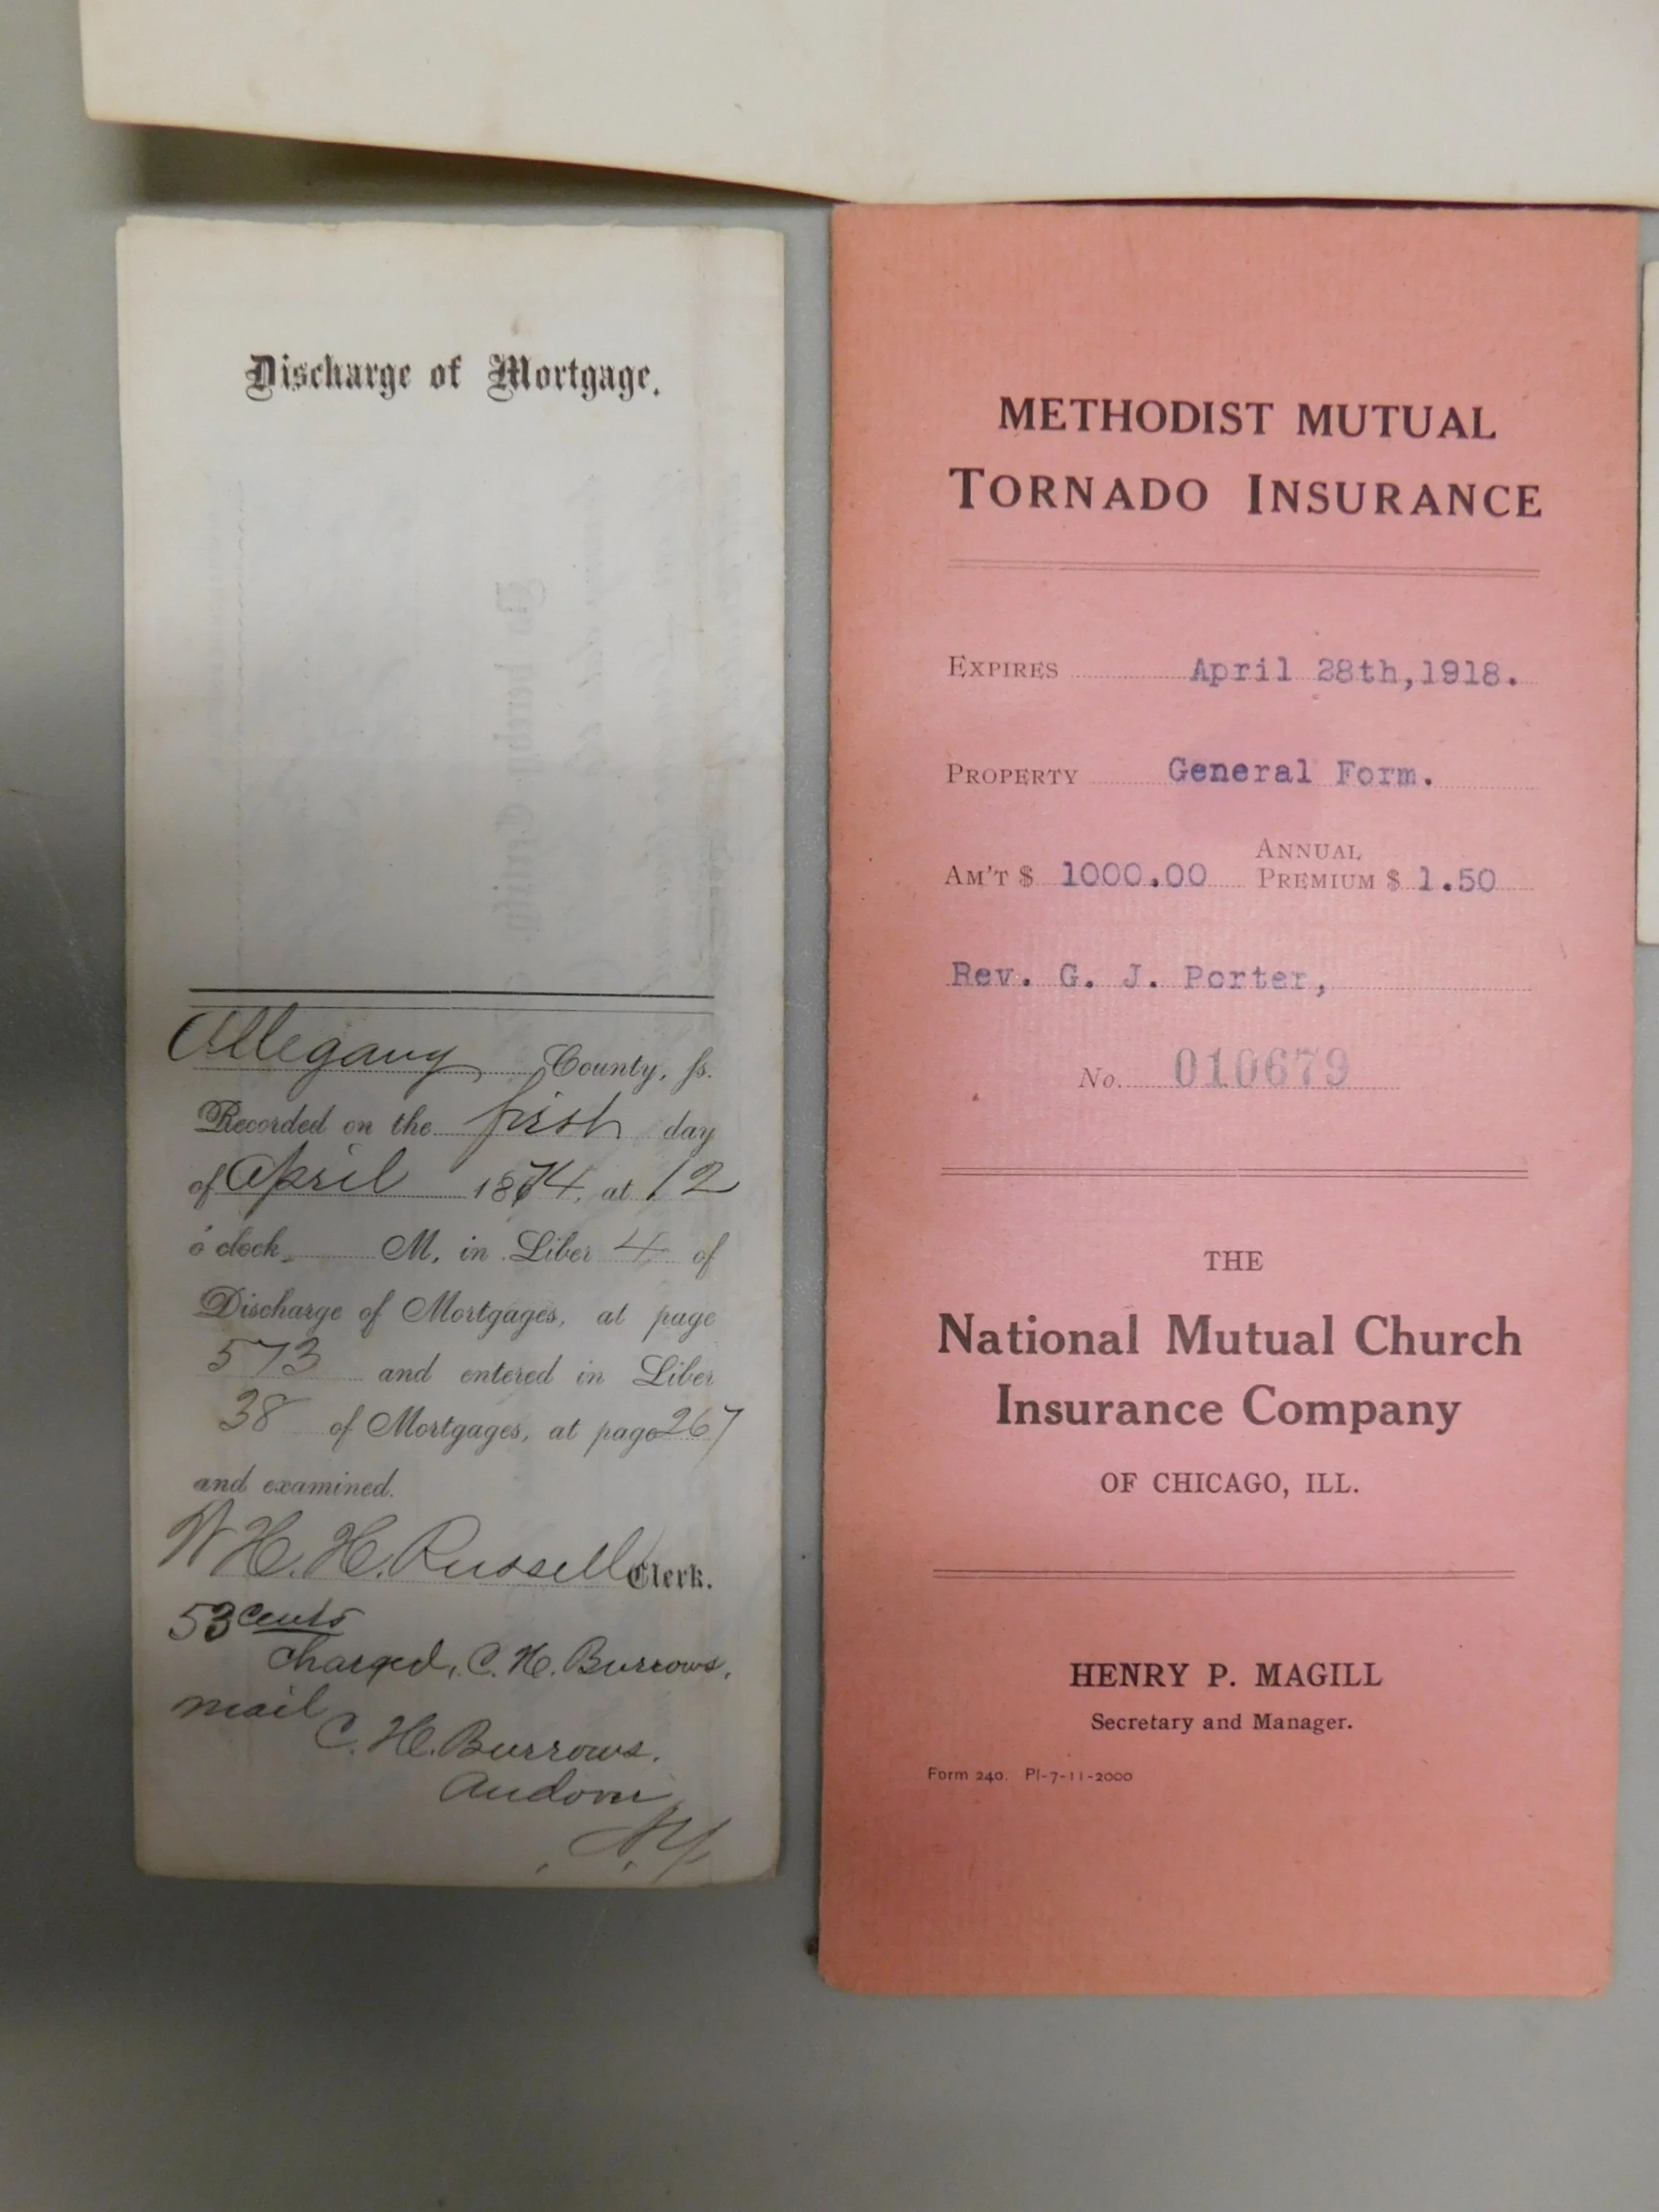 Discharge of Mortgage.
Allegany County, ss.
Recorded on the first day
of April 1874, at 12
o'clock, M, in Liber 4 of
Discharge of Mortgages, at page
573 and entered in Liber
38 of Mortgages, at page 267
and examined.
W H. H. Russell Clerk.
53 cents
charged, C. H. Burrows.
mail
C. H. Burrows.
Andover
N.Y.
METHODIST MUTUAL
TORNADO INSURANCE
EXPIRES April 28th, 1918.
PROPERTY General Form.
AM'T $ 1000.00 ANNUAL PREMIUM $ 1.50
Rev. G. J. Porter,
No. 010679
THE
National Mutual Church
Insurance Company
OF CHICAGO, ILL.
HENRY P. MAGILL
Secretary and Manager.
Form 240. PI-7-11-2000